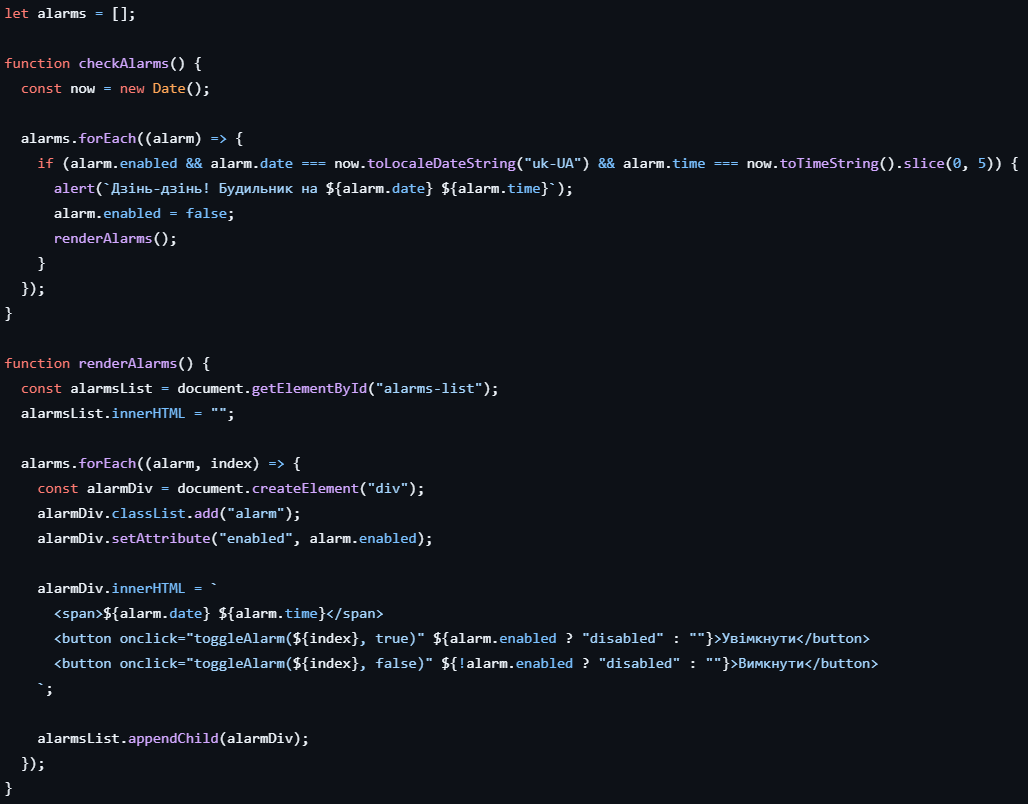 let alarms = [];

function checkAlarms() {
  const now = new Date();

  alarms.forEach((alarm) => {
    if (alarm.enabled && alarm.date === now.toLocaleDateString("uk-UA") && alarm.time === now.toTimeString().slice(0, 5)) {
      alert(`Дзінь-дзінь! Будильник на ${alarm.date} ${alarm.time}`);
      alarm.enabled = false;
      renderAlarms();
    }
  });
}

function renderAlarms() {
  const alarmsList = document.getElementById("alarms-list");
  alarmsList.innerHTML = "";

  alarms.forEach((alarm, index) => {
    const alarmDiv = document.createElement("div");
    alarmDiv.classList.add("alarm");
    alarmDiv.setAttribute("enabled", alarm.enabled);

    alarmDiv.innerHTML = `
      <span>${alarm.date} ${alarm.time}</span>
      <button onclick="toggleAlarm(${index}, true)" ${alarm.enabled ? "disabled" : ""}>Увімкнути</button>
      <button onclick="toggleAlarm(${index}, false)" ${!alarm.enabled ? "disabled" : ""}>Вимкнути</button>
    `;

    alarmsList.appendChild(alarmDiv);
  });
}